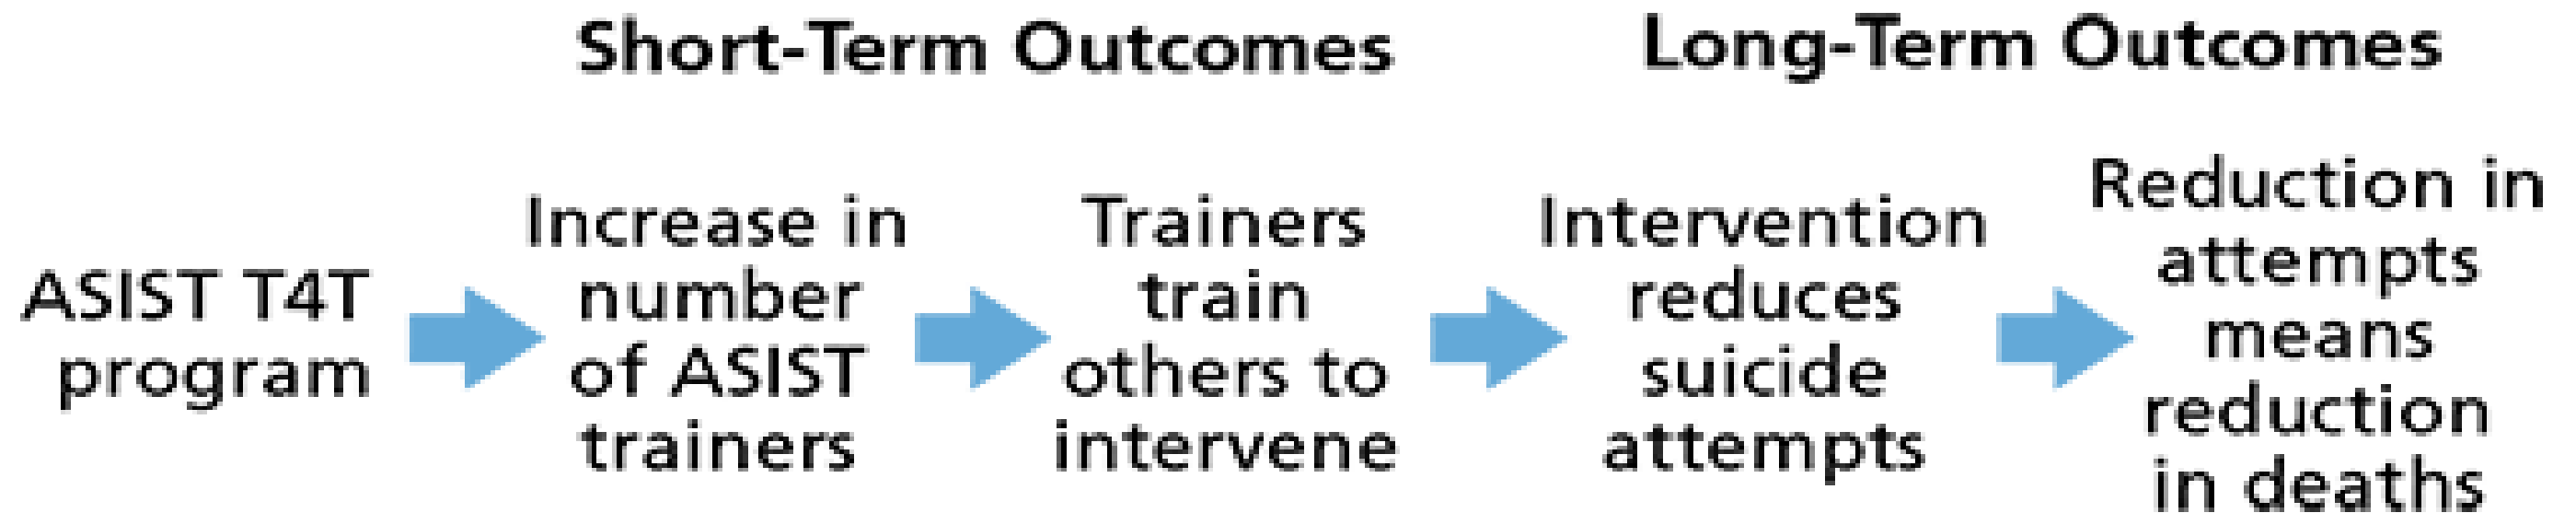 Short-Term Outcomes
Long-Term Outcomes
ASIST T4T
program
Increase in
number
of ASIST
trainers
Trainers
train
others to
intervene
Intervention
reduces
suicide
attempts
Reduction in
attempts
means
reduction
in deaths